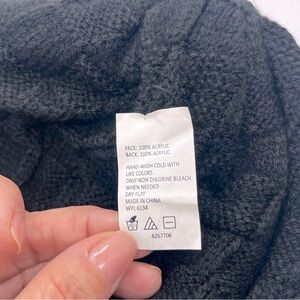 FACE: 100% ACRYLIC
BACK: 100% ACRYLIC
HAND WASH COLD WITH
LIKE COLORS
ONLY NON CHLORINE BLEACH
WHEN NEEDED
DRY FLAT
MADE IN CHINA
WPL 6134
A267706